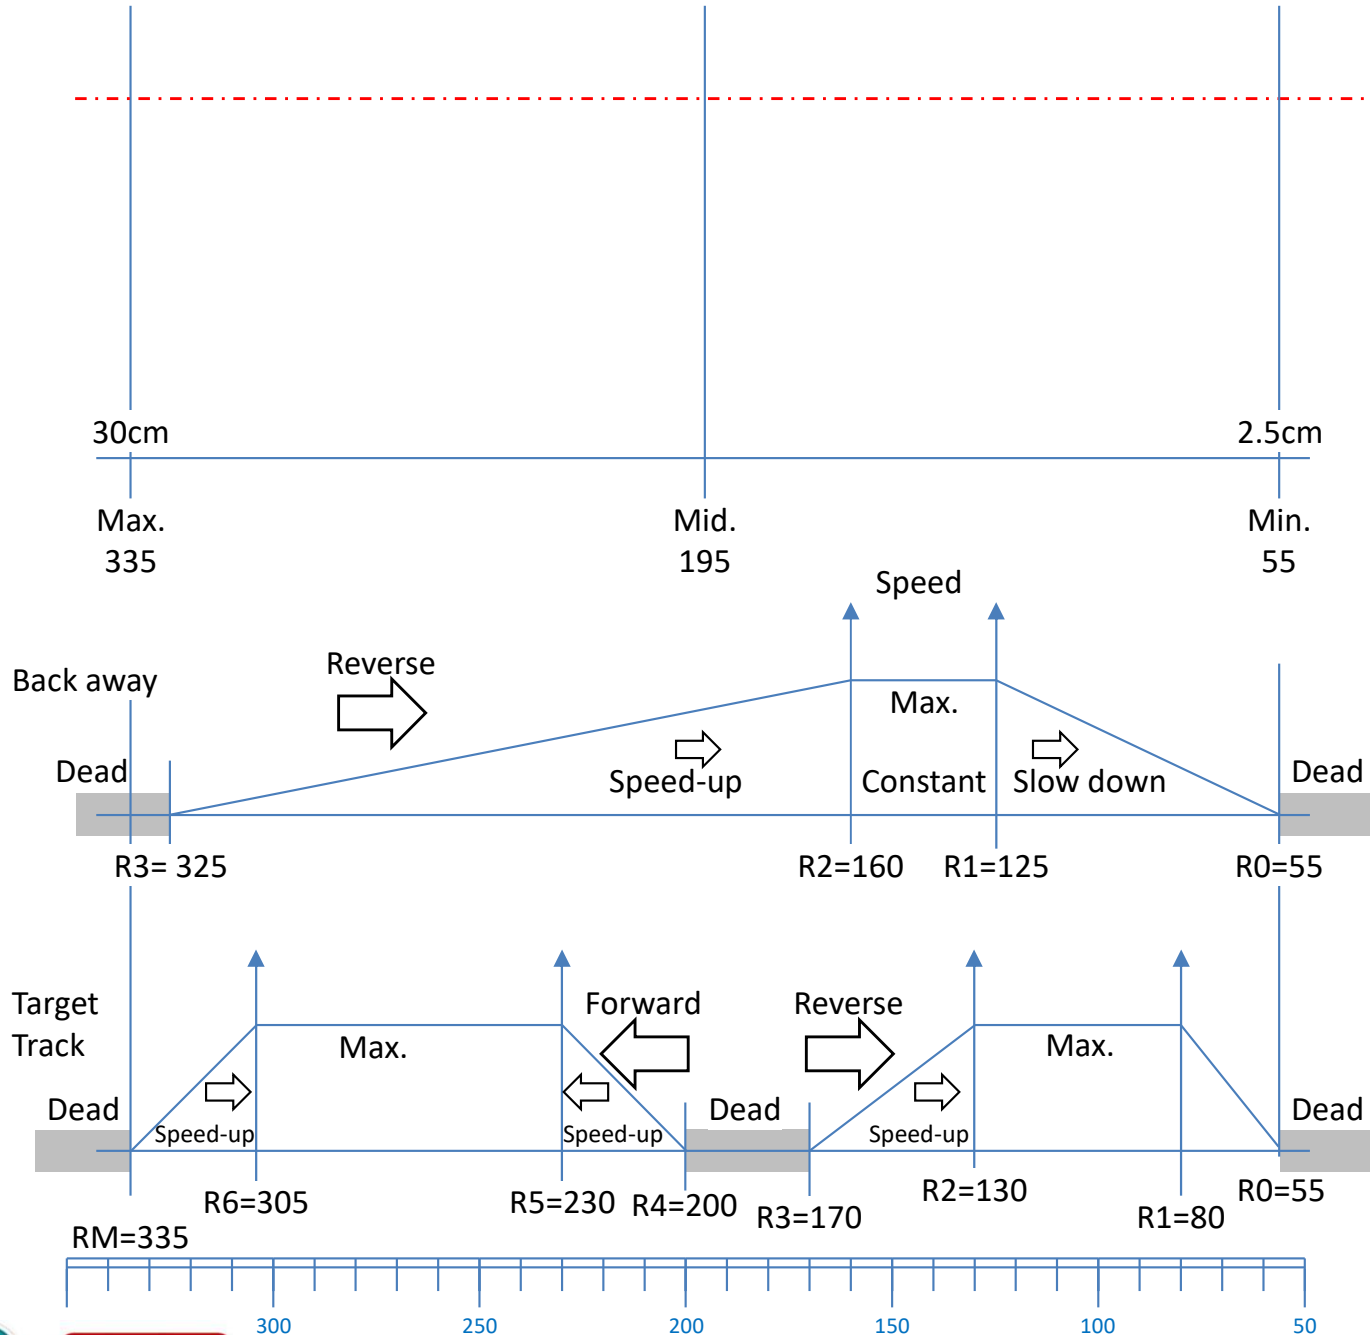 30cm
2.5cm
Max.
335
Mid.
195
Min.
55
Speed
Back away
Reverse
Max.
Dead
Speed-up
Constant
Slow down
Dead
R3= 325
R2=160
R1=125
R0=55
Target
Track
Forward
Reverse
Max.
Max.
Dead
Dead
Dead
Speed-up
Speed-up
Speed-up
R6=305
R5=230
R4=200
R3=170
R2=130
R1=80
R0=55
RM=335
300
250
200
150
100
50